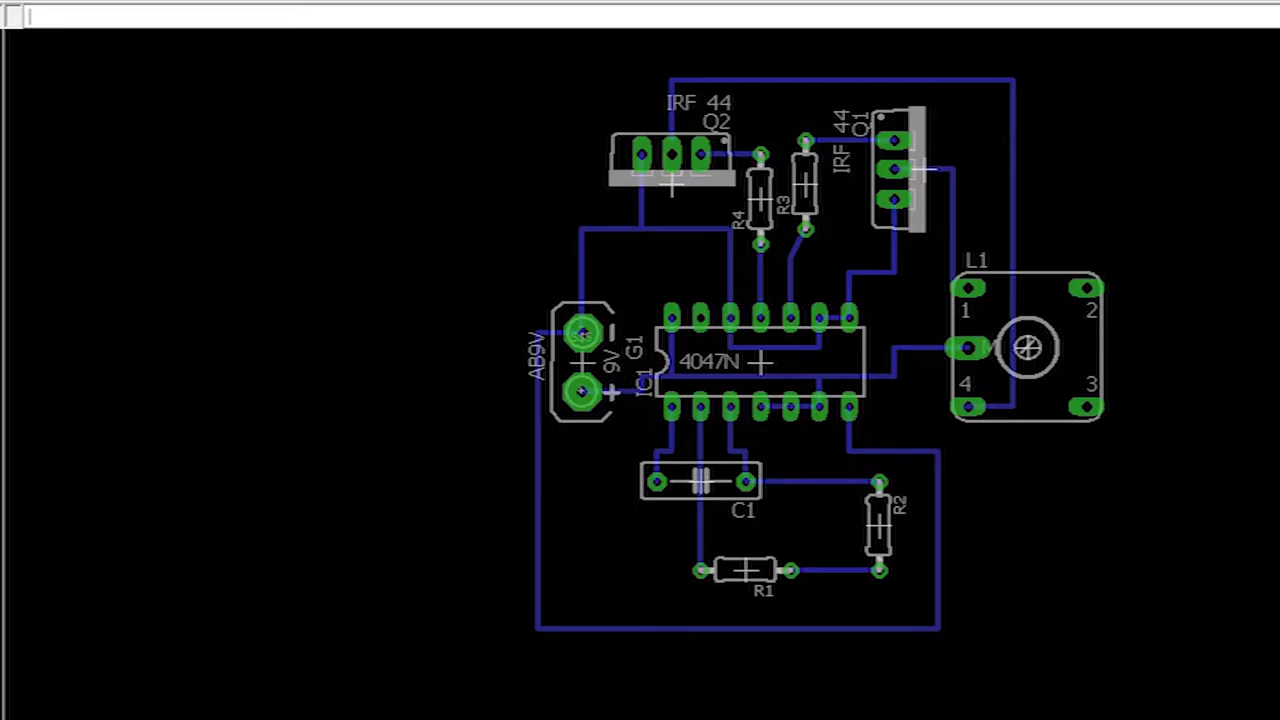 IRF 44
Q2
IRF 44
Q1
R4
R3
L1
1
2
M
4
3
AB9V
9V
G1
IC1
4047N
C1
R2
R1